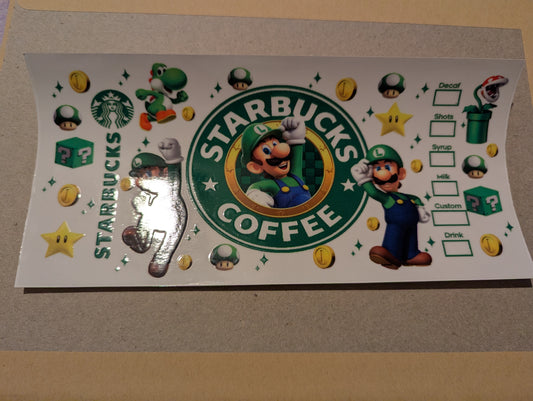 STARBUCKS
STARBUCKS
COFFEE
L
L
L
Decaf
Shots
Syrup
Milk
Custom
Drink
?
?
?
?